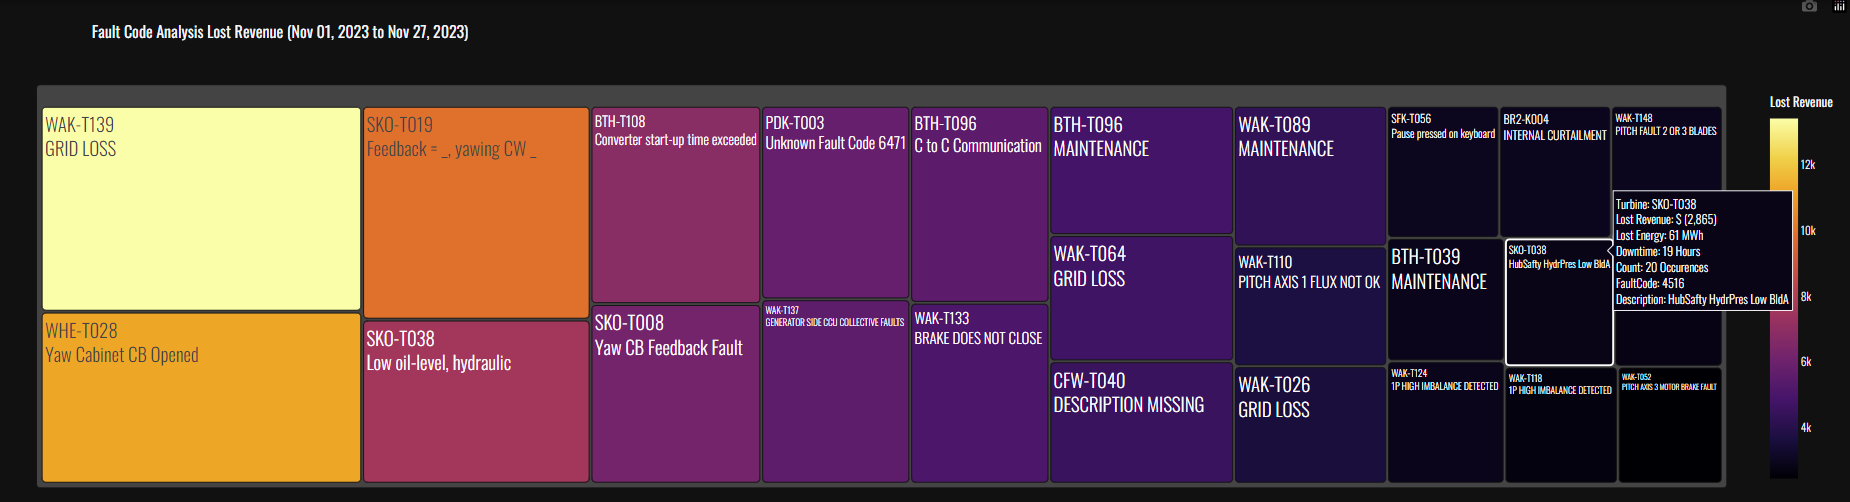 Fault Code Analysis Lost Revenue (Nov 01, 2023 to Nov 27, 2023)
WAK-T139
GRID LOSS
WHE-T028
Yaw Cabinet CB Opened
SKO-T019
Feedback = _, yawing CW _
SKO-T038
Low oil-level, hydraulic
BTH-T108
Converter start-up time exceeded
SKO-T008
Yaw CB Feedback Fault
PDK-T003
Unknown Fault Code 6471
WAK-T137
GENERATOR SIDE CCU COLLECTIVE FAULTS
BTH-T096
C to C Communication
WAK-T133
BRAKE DOES NOT CLOSE
BTH-T096
MAINTENANCE
WAK-T064
GRID LOSS
CFW-T040
DESCRIPTION MISSING
WAK-T089
MAINTENANCE
WAK-T110
PITCH AXIS 1 FLUX NOT OK
WAK-T026
GRID LOSS
SFK-T056
Pause pressed on keyboard
BTH-T039
MAINTENANCE
WAK-T124
1P HIGH IMBALANCE DETECTED
BR2-K004
INTERNAL CURTAILMENT
SKO-T038
HubSafty HydrPres Low BldA
WAK-T118
1P HIGH IMBALANCE DETECTED
WAK-T148
PITCH FAULT 2 OR 3 BLADES
Turbine: SKO-T038
Lost Revenue: $ (2,865)
Lost Energy: 61 MWh
Downtime: 19 Hours
Count: 20 Occurences
FaultCode: 4516
Description: HubSafty HydrPres Low BldA
WAK-T052
PITCH AXIS 3 MOTOR BRAKE FAULT
Lost Revenue
12k
10k
8k
6k
4k